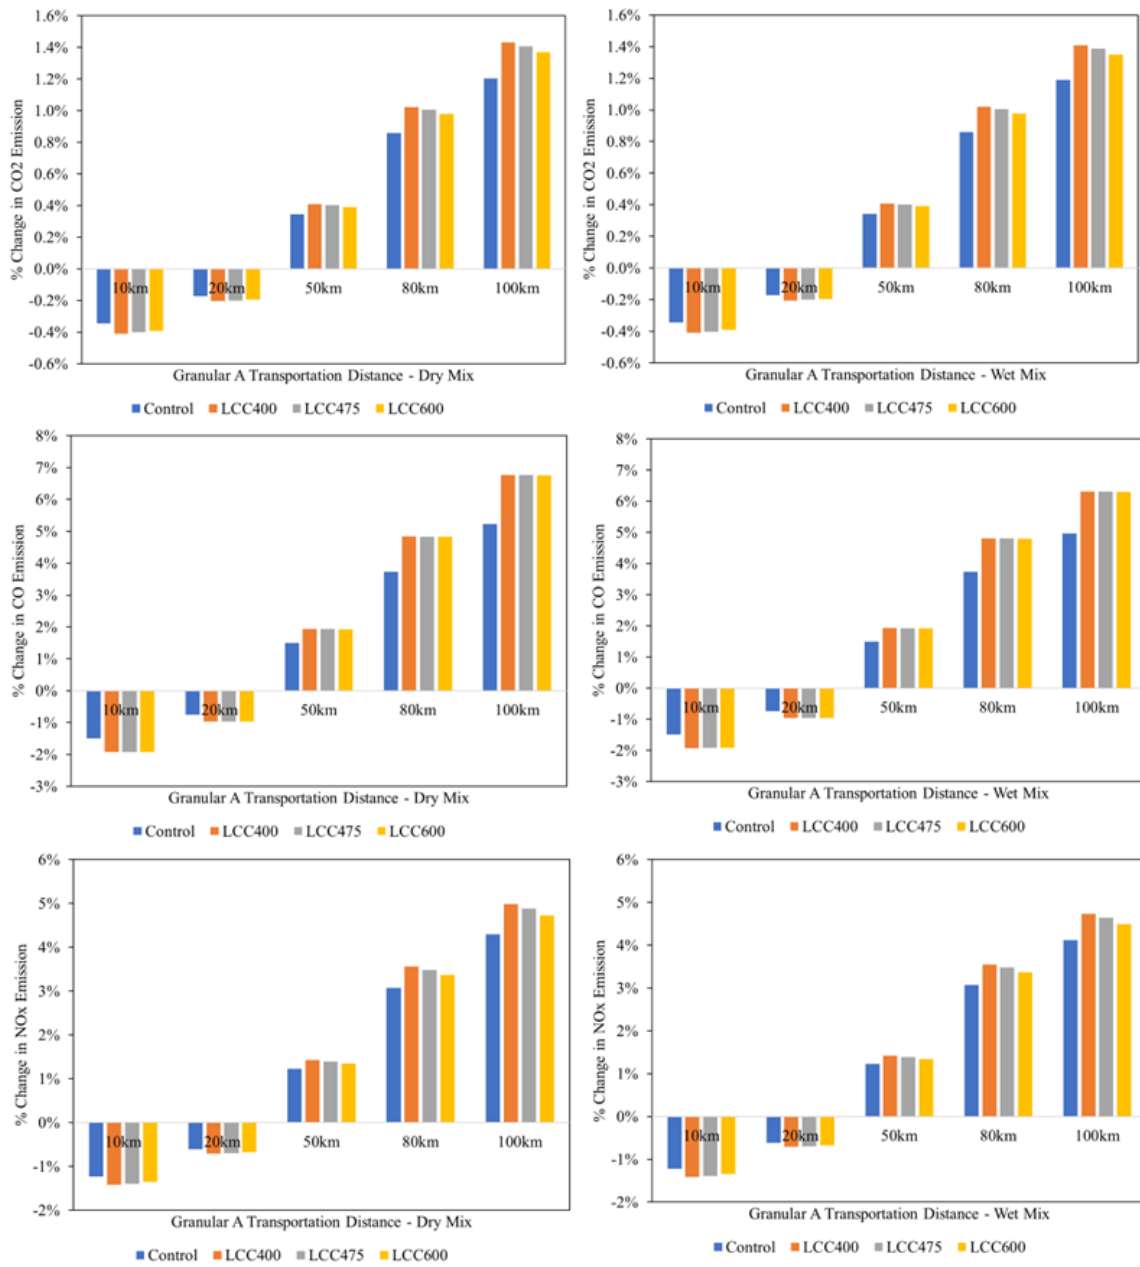 1.6%
1.4%
1.2%
1.0%
0.8%
0.6%
0.4%
0.2%
0.0%
-0.2%
-0.4%
-0.6%
% Change in CO2 Emission
10km 20km 50km 80km 100km
Granular A Transportation Distance - Dry Mix
Control LCC400 LCC475 LCC600
1.6%
1.4%
1.2%
1.0%
0.8%
0.6%
0.4%
0.2%
0.0%
-0.2%
-0.4%
-0.6%
% Change in CO2 Emission
10km 20km 50km 80km 100km
Granular A Transportation Distance - Wet Mix
Control LCC400 LCC475 LCC600
8%
7%
6%
5%
4%
3%
2%
1%
0%
-1%
-2%
-3%
% Change in CO Emission
10km 20km 50km 80km 100km
Granular A Transportation Distance - Dry Mix
Control LCC400 LCC475 LCC600
8%
7%
6%
5%
4%
3%
2%
1%
0%
-1%
-2%
-3%
% Change in CO Emission
10km 20km 50km 80km 100km
Granular A Transportation Distance - Wet Mix
Control LCC400 LCC475 LCC600
6%
5%
4%
3%
2%
1%
0%
-1%
-2%
% Change in NOx Emission
10km 20km 50km 80km 100km
Granular A Transportation Distance - Dry Mix
Control LCC400 LCC475 LCC600
6%
5%
4%
3%
2%
1%
0%
-1%
-2%
% Change in NOx Emission
10km 20km 50km 80km 100km
Granular A Transportation Distance - Wet Mix
Control LCC400 LCC475 LCC600